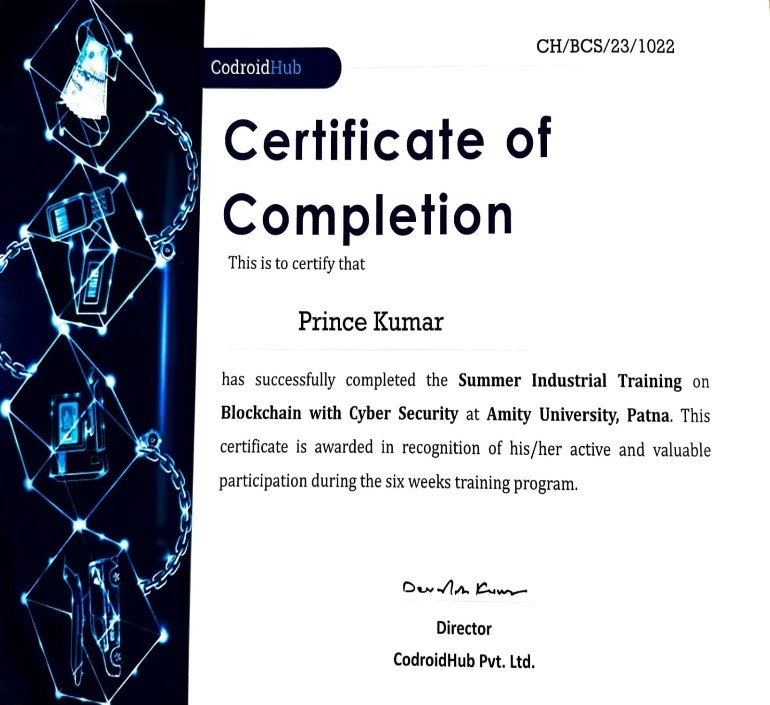 CH/BCS/23/1022
CodroidHub
Certificate of
Completion
This is to certify that
Prince Kumar
has successfully completed the Summer Industrial Training on
Blockchain with Cyber Security at Amity University, Patna. This
certificate is awarded in recognition of his/her active and valuable
participation during the six weeks training program.
Director
CodroidHub Pvt. Ltd.